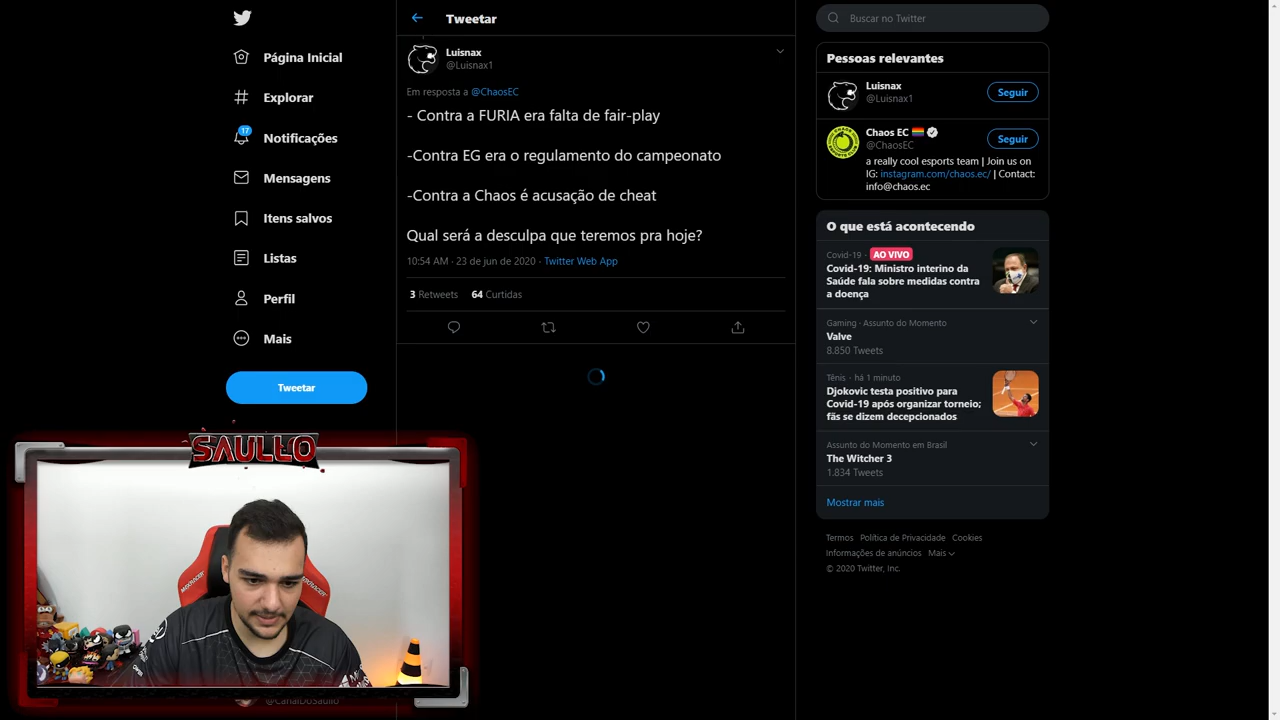 Tweetar
Buscar no Twitter
Página Inicial
Explorar
17
Notificações
Mensagens
Itens salvos
Listas
Perfil
Mais
Tweetar
Luisnax
@Luisnax1
Em resposta a @ChaosEC
- Contra a FURIA era falta de fair-play
-Contra EG era o regulamento do campeonato
-Contra a Chaos é acusação de cheat
Qual será a desculpa que teremos pra hoje?
10:54 AM · 23 de jun de 2020 · Twitter Web App
3 Retweets 64 Curtidas
Pessoas relevantes
Luisnax
@Luisnax1
Seguir
Chaos EC
@ChaosEC
Seguir
a really cool esports team | Join us on
IG: instagram.com/chaos.ec/ | Contact:
info@chaos.ec
O que está acontecendo
Covid-19 · AO VIVO
Covid-19: Ministro interino da
Saúde fala sobre medidas contra
a doença
Gaming · Assunto do Momento
Valve
8.850 Tweets
Tênis · há 1 minuto
Djokovic testa positivo para
Covid-19 após organizar torneio;
fãs se dizem decepcionados
Assunto do Momento em Brasil
The Witcher 3
1.834 Tweets
Mostrar mais
Termos Política de Privacidade Cookies
Informações de anúncios Mais
© 2020 Twitter, Inc.
SAULLO
@CanalDoSaullo